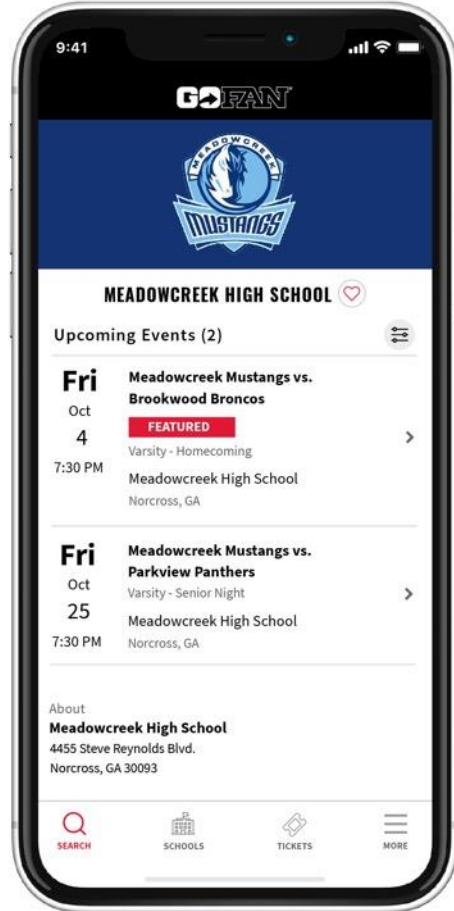 9:41
GOFAN
MEADOWCREEK
MUSTANGS
MEADOWCREEK HIGH SCHOOL
Upcoming Events (2)
Fri
Oct
4
7:30 PM
Meadowcreek Mustangs vs.
Brookwood Broncos
FEATURED
Varsity - Homecoming
Meadowcreek High School
Norcross, GA
Fri
Oct
25
7:30 PM
Meadowcreek Mustangs vs.
Parkview Panthers
Varsity - Senior Night
Meadowcreek High School
Norcross, GA
About
Meadowcreek High School
4455 Steve Reynolds Blvd.
Norcross, GA 30093
SEARCH
SCHOOLS
TICKETS
MORE